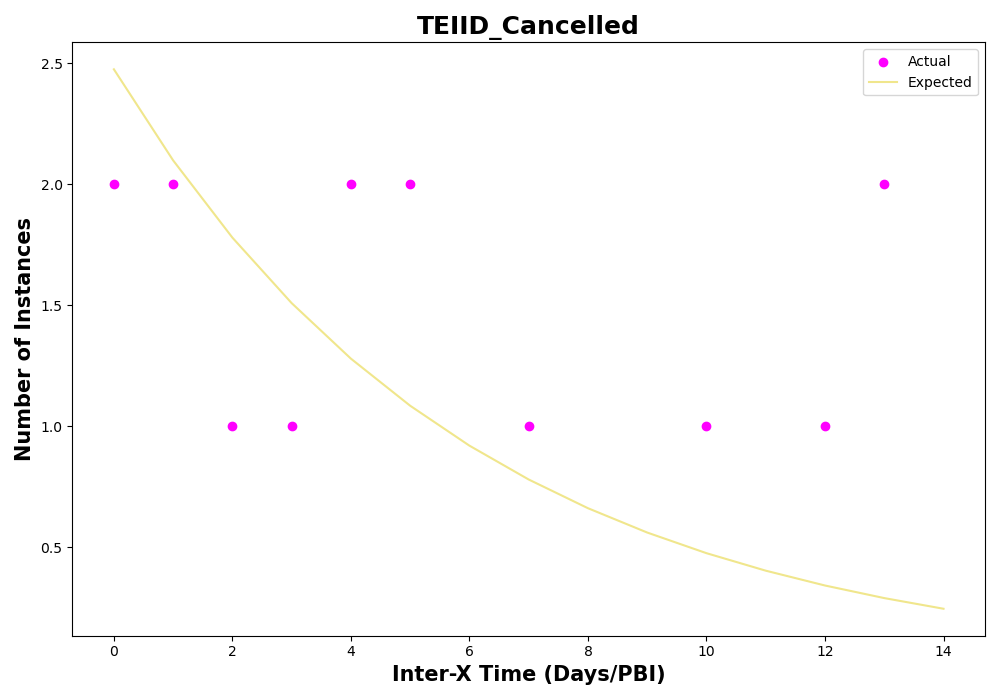 TEIID_Cancelled
Actual
Expected
2.5
2.0
1.5
1.0
0.5
Number of Instances
0 2 4 6 8 10 12 14
Inter-X Time (Days/PBI)